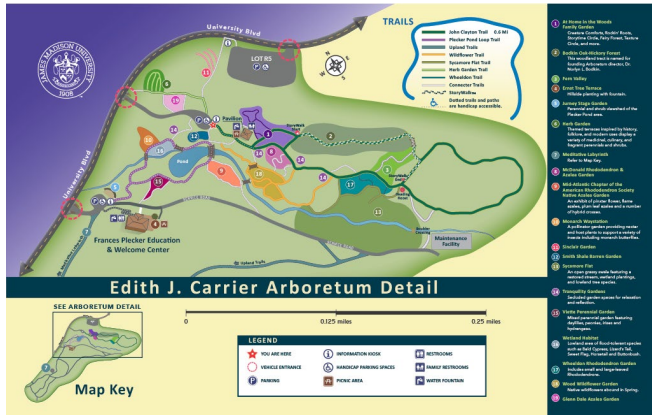 University Blvd
JAMES MADISON UNIVERSITY
1908
LOT R5
TRAILS
John Clayton Trail 0.6 Mi
Plecker Pond Loop Trail
Upland Trails
Wildflower Trail
Sycamore Flat Trail
Herb Garden Trail
Wheeldon Trail
Connector Trails
StoryWalk
Dotted trails and paths
are handicap accessible.
Pavilion
Pond
University Blvd
Frances Plecker Education
& Welcome Center
Upland Trails
Maintenance
Facility
Edith J. Carrier Arboretum Detail
SEE ARBORETUM DETAIL
Map Key
0
0.125 miles
0.25 miles
LEGEND
YOU ARE HERE
VEHICLE ENTRANCE
PARKING
INFORMATION KIOSK
HANDICAP PARKING SPACES
PICNIC AREA
RESTROOMS
FAMILY RESTROOMS
WATER FOUNTAIN
1 At Home in the Woods
Family Garden
Creature Comforts, Rockin' Roots,
Storytime Circle, Fairy Forest, Texture
Circle, and more.
2 Bodkin Oak-Hickory Forest
This woodland tract is named for
founding Arboretum director, Dr.
Norlyn L. Bodkin.
3 Fern Valley
4 Ernst Tree Terrace
Hillside planting with fountain.
5 Jursey Stage Garden
Perennial and shrub viewshed of the
Plecker Pond area.
6 Herb Garden
Themed terraces inspired by history,
folklore, and modern uses display a
variety of medicinal, culinary, and
fragrant perennials and shrubs.
7 Meditative Labyrinth
Refer to Map Key.
8 McDonald Rhododendron &
Azalea Garden
9 Mid-Atlantic Chapter of the
American Rhododendron Society
Native Azalea Garden
An exhibit of pinxter flower, flame
azalea, plum-leaf azalea and a
number of hybrid crosses.
10 Monarch Waystation
A pollinator garden providing nectar
and host plants to support a variety of
insects including monarch butterflies.
11 Sinclair Garden
12 Smith Shale Barren Garden
13 Sycamore Flat
An open grassy swale featuring a
restored stream, wetland plantings,
and lowland tree species.
14 Tranquility Gardens
Secluded garden spaces for relaxation
and reflection.
15 Viette Perennial Garden
Mixed perennial garden featuring
daylilies, peonies, irises and
hydrangeas.
16 Wetland Habitat
Lowland area of flood-tolerant species
such as Bald Cypress, Lizard's Tail,
Sweet Flag, Horsetail and Buttonbush.
17 Wheeldon Rhododendron Garden
Includes small and large-leaved
Rhododendrons.
18 Wood Wildflower Garden
Native wildflowers abound in Spring.
19 Glenn Dale Azalea Garden